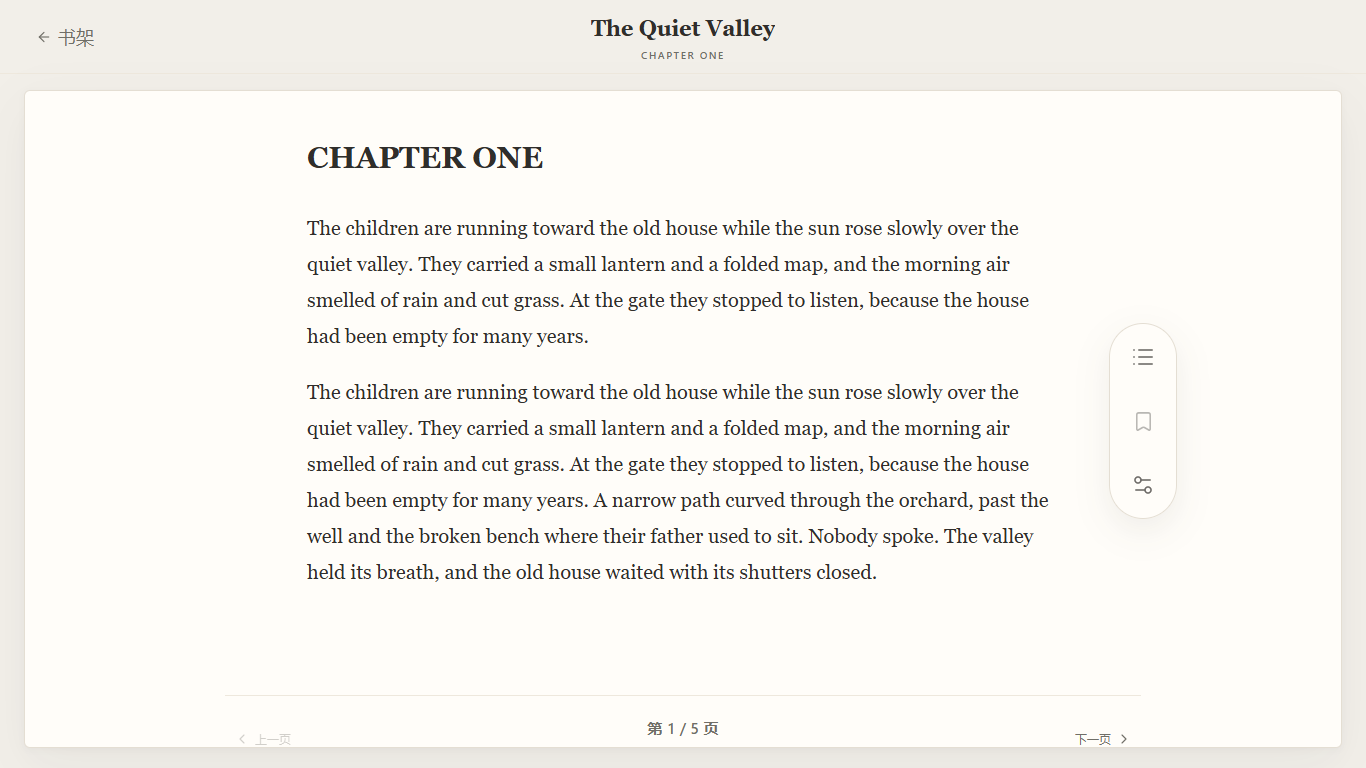 书架
The Quiet Valley
CHAPTER ONE
CHAPTER ONE
The children are running toward the old house while the sun rose slowly over the
quiet valley. They carried a small lantern and a folded map, and the morning air
smelled of rain and cut grass. At the gate they stopped to listen, because the house
had been empty for many years.
The children are running toward the old house while the sun rose slowly over the
quiet valley. They carried a small lantern and a folded map, and the morning air
smelled of rain and cut grass. At the gate they stopped to listen, because the house
had been empty for many years. A narrow path curved through the orchard, past the
well and the broken bench where their father used to sit. Nobody spoke. The valley
held its breath, and the old house waited with its shutters closed.
第 1 / 5 页
上一页
下一页